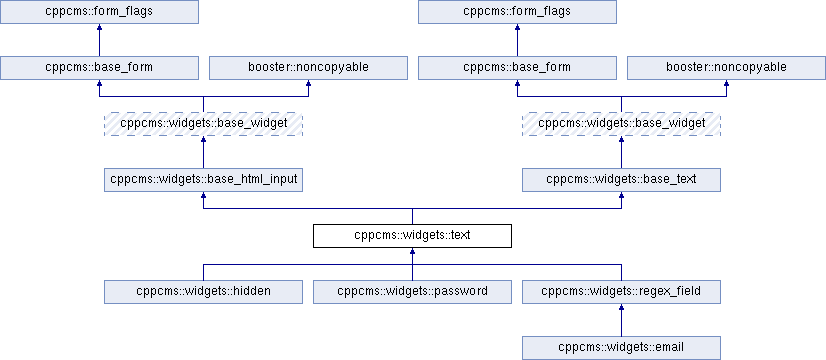 cppcms::form_flags
cppcms::form_flags
cppcms::base_form
booster::noncopyable
cppcms::base_form
booster::noncopyable
cppcms::widgets::base_widget
cppcms::widgets::base_widget
cppcms::widgets::base_html_input
cppcms::widgets::base_text
cppcms::widgets::text
cppcms::widgets::hidden
cppcms::widgets::password
cppcms::widgets::regex_field
cppcms::widgets::email